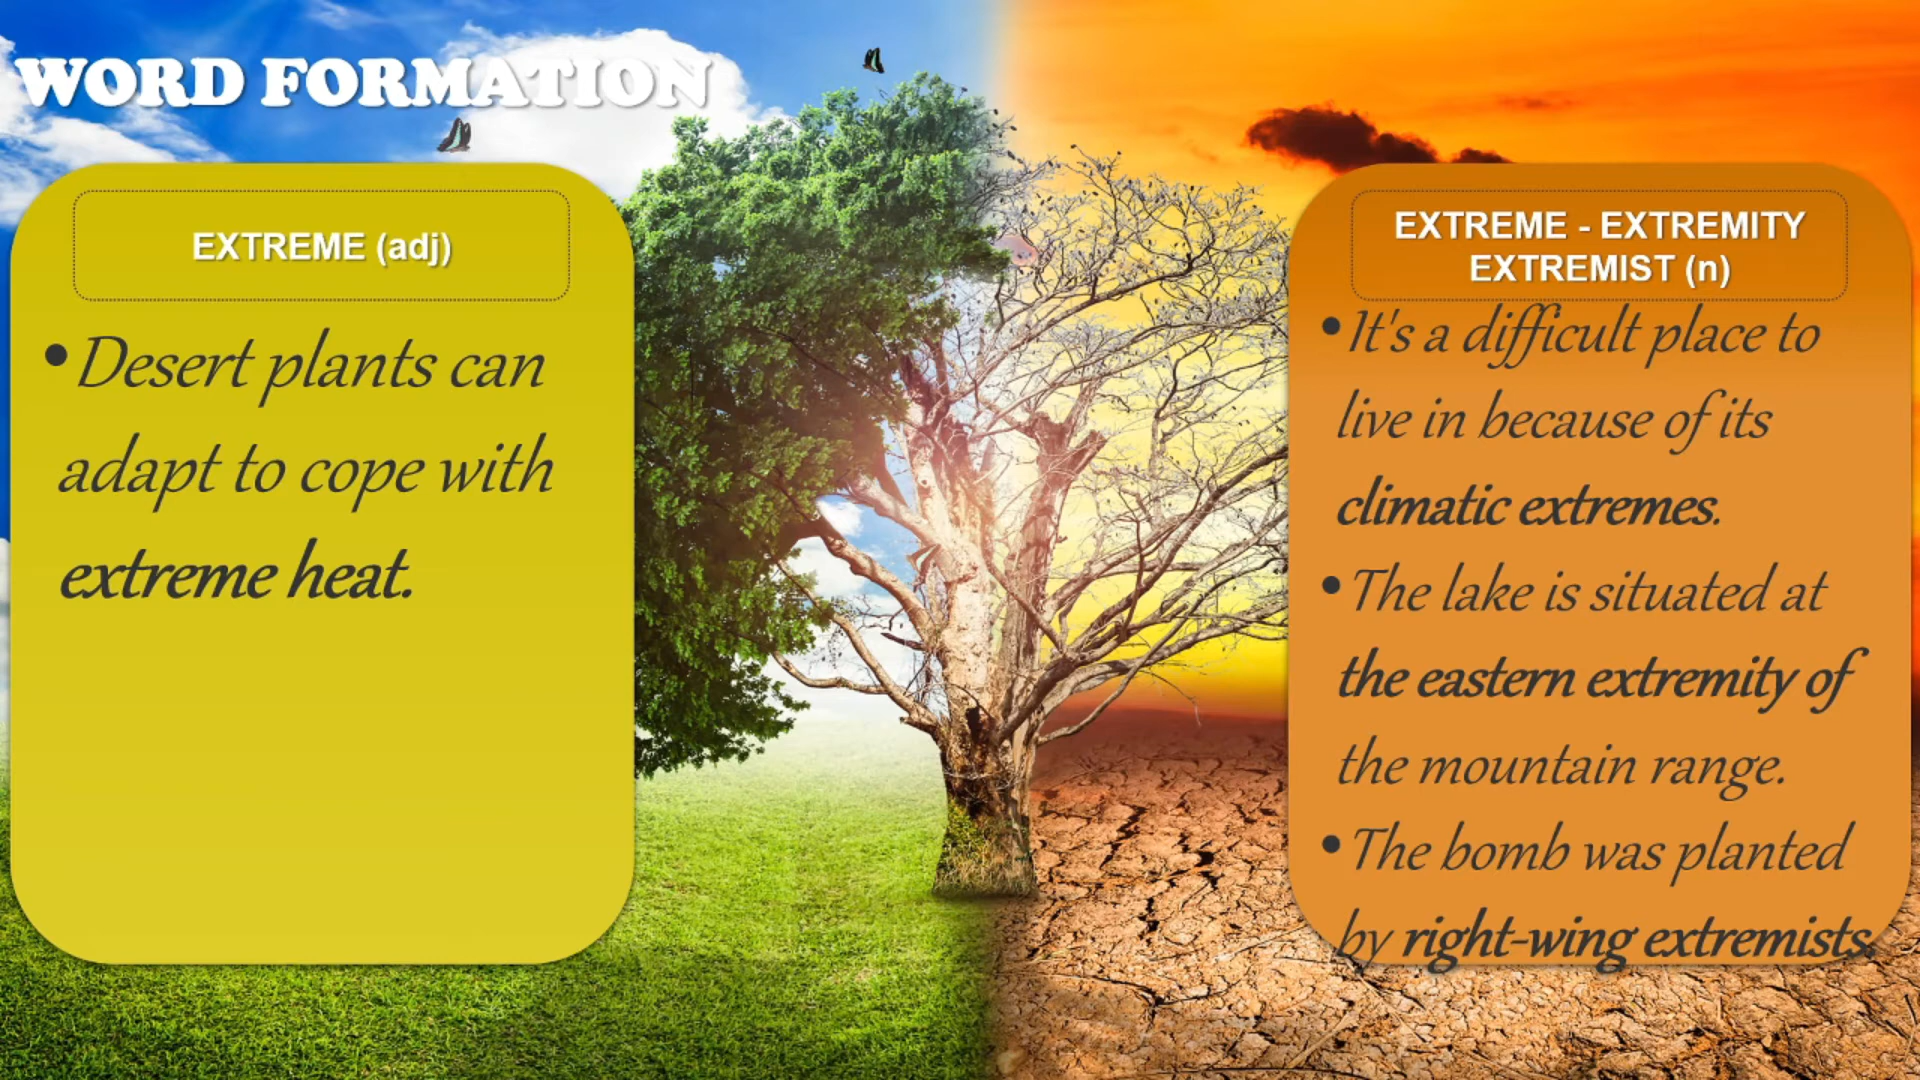 WORD FORMATION
EXTREME (adj)
•Desert plants can
adapt to cope with
extreme heat.
EXTREME - EXTREMITY
EXTREMIST (n)
•It's a difficult place to
live in because of its
climatic extremes.
•The lake is situated at
the eastern extremity of
the mountain range.
•The bomb was planted
by right-wing extremists.